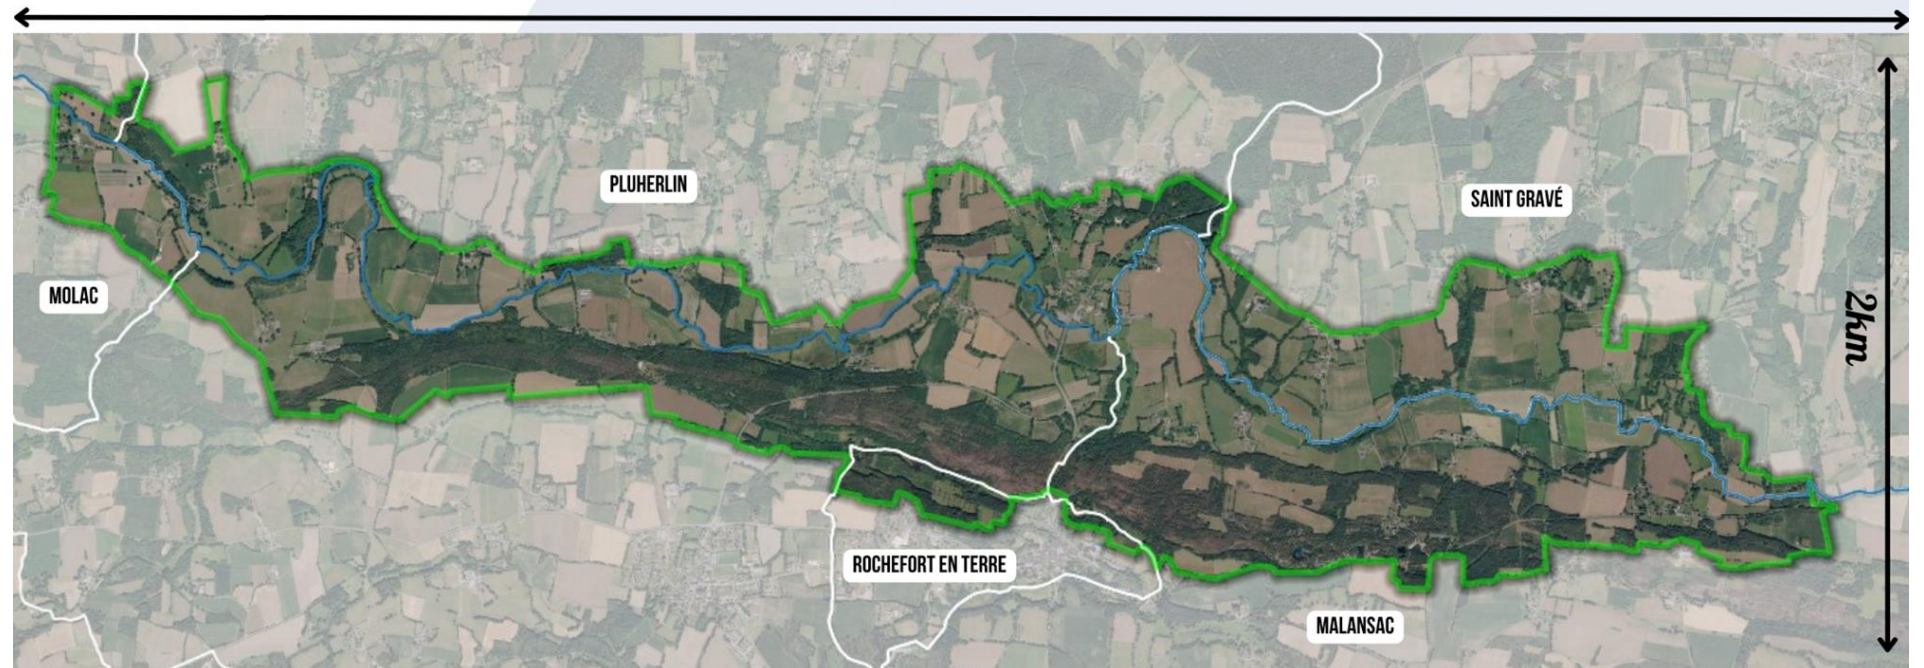 PLUHERLIN
SAINT GRAVÉ
MOLAC
2km
ROCHEFORT EN TERRE
MALANSAC